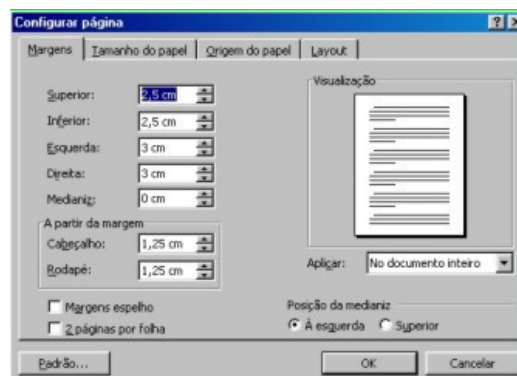 Configurar página
Margens Tamanho do papel Origem do papel Layout
Superior: 2,5 cm
Inferior: 2,5 cm
Esquerda: 3 cm
Direita: 3 cm
Medianiz: 0 cm
A partir da margem
Cabeçalho: 1,25 cm
Rodapé: 1,25 cm
Margens espelho
2 páginas por folha
Visualização
Aplicar: No documento inteiro
Posição da medianiz
À esquerda Superior
Padrão... OK Cancelar